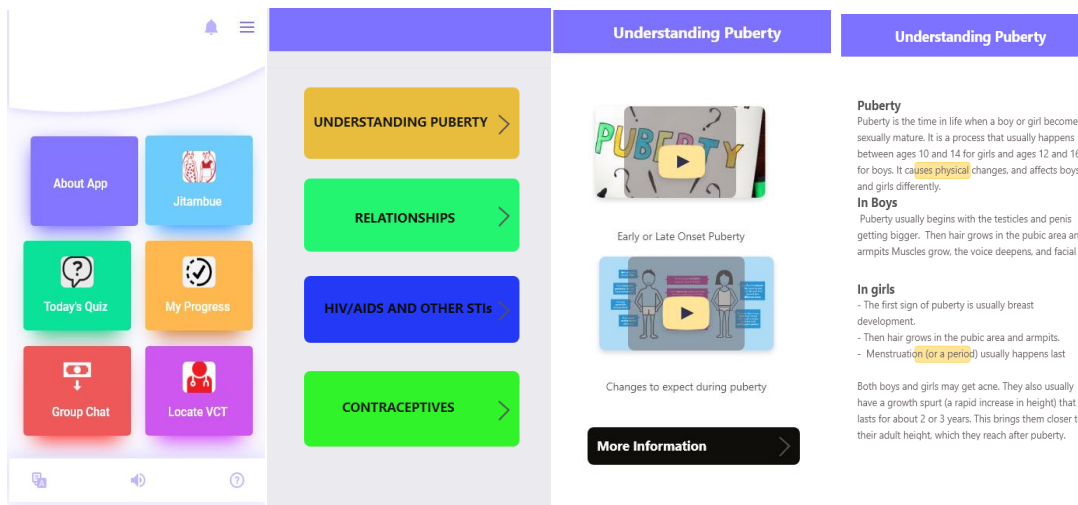 About App
Jitambue
Today's Quiz
My Progress
Group Chat
Locate VCT
UNDERSTANDING PUBERTY
RELATIONSHIPS
HIV/AIDS AND OTHER STIs
CONTRACEPTIVES
Understanding Puberty
PUBERTY
Early or Late Onset Puberty
Changes to expect during puberty
More Information
Understanding Puberty
Puberty
Puberty is the time in life when a boy or girl become
sexually mature. It is a process that usually happens
between ages 10 and 14 for girls and ages 12 and 16
for boys. It causes physical changes, and affects boys
and girls differently.
In Boys
Puberty usually begins with the testicles and penis
getting bigger. Then hair grows in the pubic area an
armpits Muscles grow, the voice deepens, and facial
In girls
- The first sign of puberty is usually breast
development.
- Then hair grows in the pubic area and armpits.
- Menstruation (or a period) usually happens last
Both boys and girls may get acne. They also usually
have a growth spurt (a rapid increase in height) that
lasts for about 2 or 3 years. This brings them closer t
their adult height, which they reach after puberty.